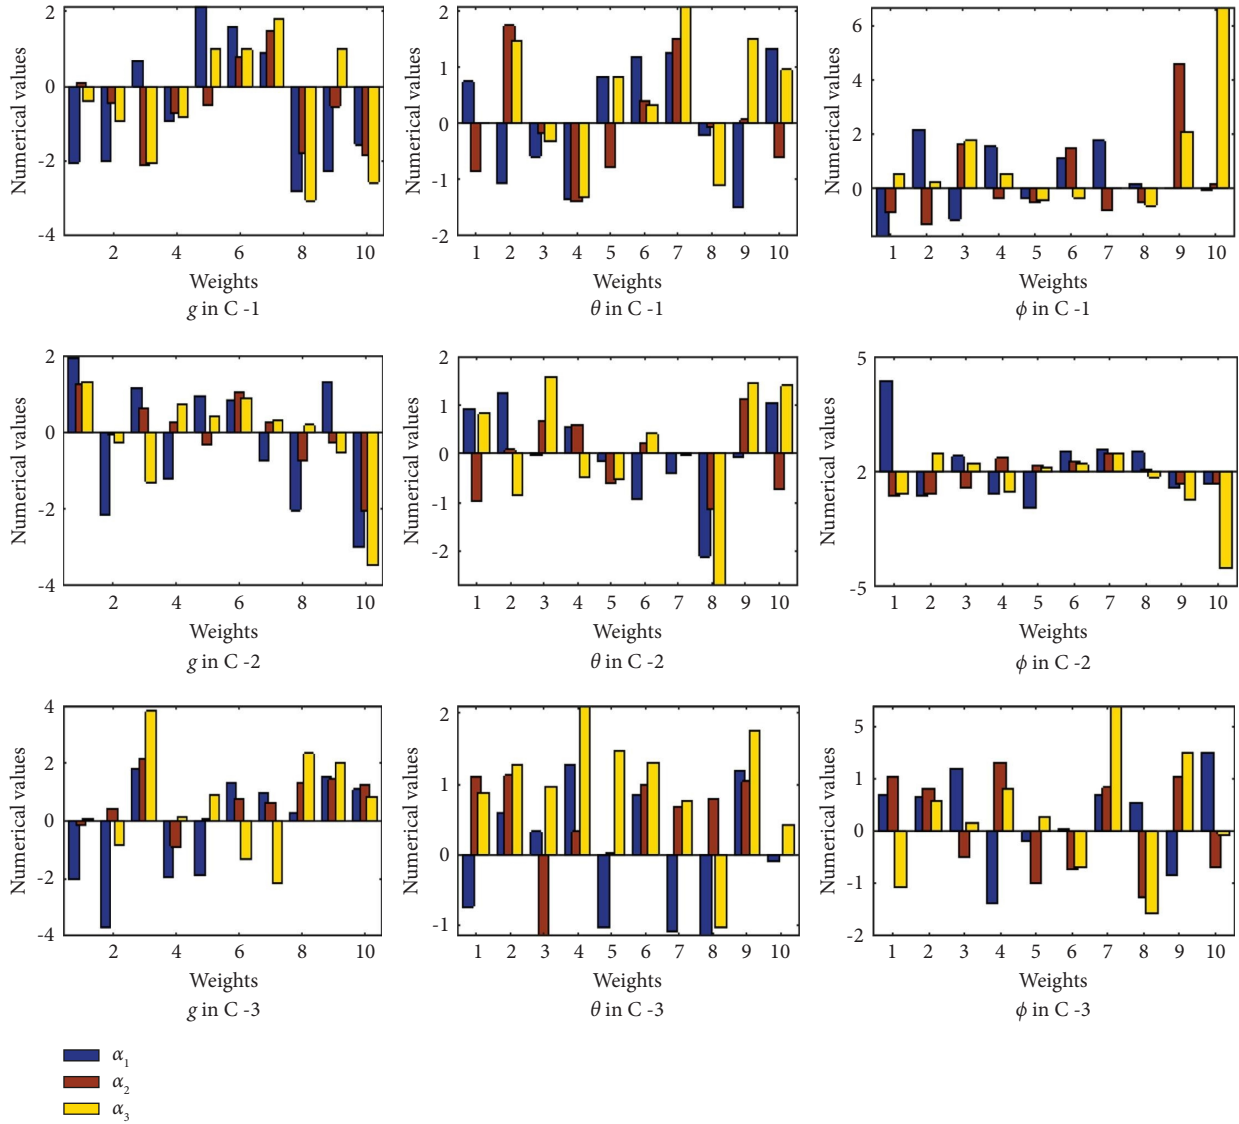 Numerical values
2
0
-2
-4
2 4 6 8 10
Weights
g in C -1
Numerical values
2
1
0
-1
-2
1 2 3 4 5 6 7 8 9 10
Weights
θ in C -1
Numerical values
6
4
2
0
1 2 3 4 5 6 7 8 9 10
Weights
ϕ in C -1
Numerical values
2
0
-2
-4
2 4 6 8 10
Weights
g in C -2
Numerical values
2
1
0
-1
-2
1 2 3 4 5 6 7 8 9 10
Weights
θ in C -2
Numerical values
5
2
-5
1 2 3 4 5 6 7 8 9 10
Weights
ϕ in C -2
Numerical values
4
2
0
-2
-4
2 4 6 8 10
Weights
g in C -3
Numerical values
2
1
0
-1
1 2 3 4 5 6 7 8 9 10
Weights
θ in C -3
Numerical values
5
1
0
-1
-2
1 2 3 4 5 6 7 8 9 10
Weights
ϕ in C -3
α₁
α₂
α₃